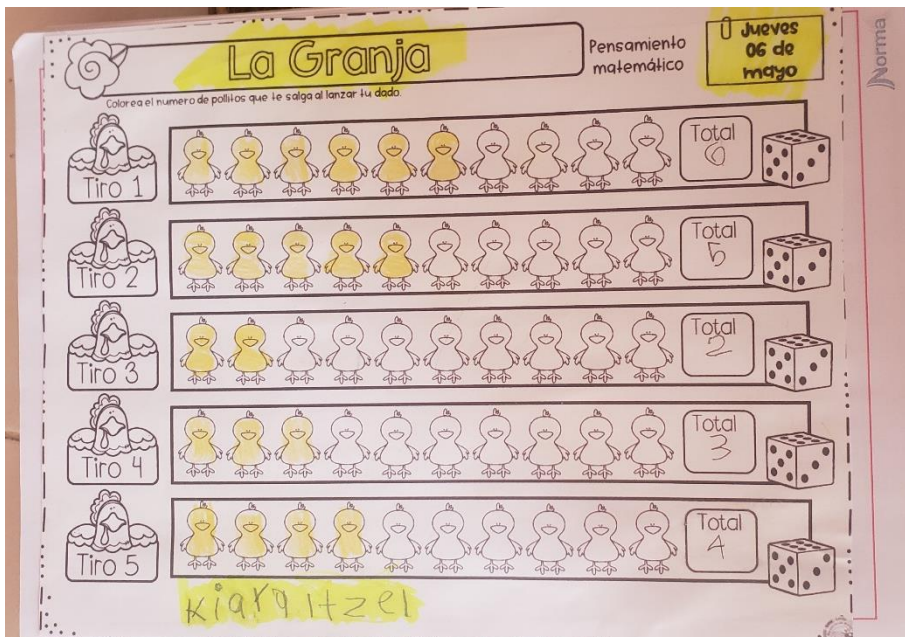 La Granja
Pensamiento
matemático
Jueves
06 de
mayo
Norma
Colorea el numero de pollitos que te salga al lanzar tu dado.
Tiro 1
Total
6
Tiro 2
Total
5
Tiro 3
Total
2
Tiro 4
Total
3
Tiro 5
Total
4
Kiara Itzel